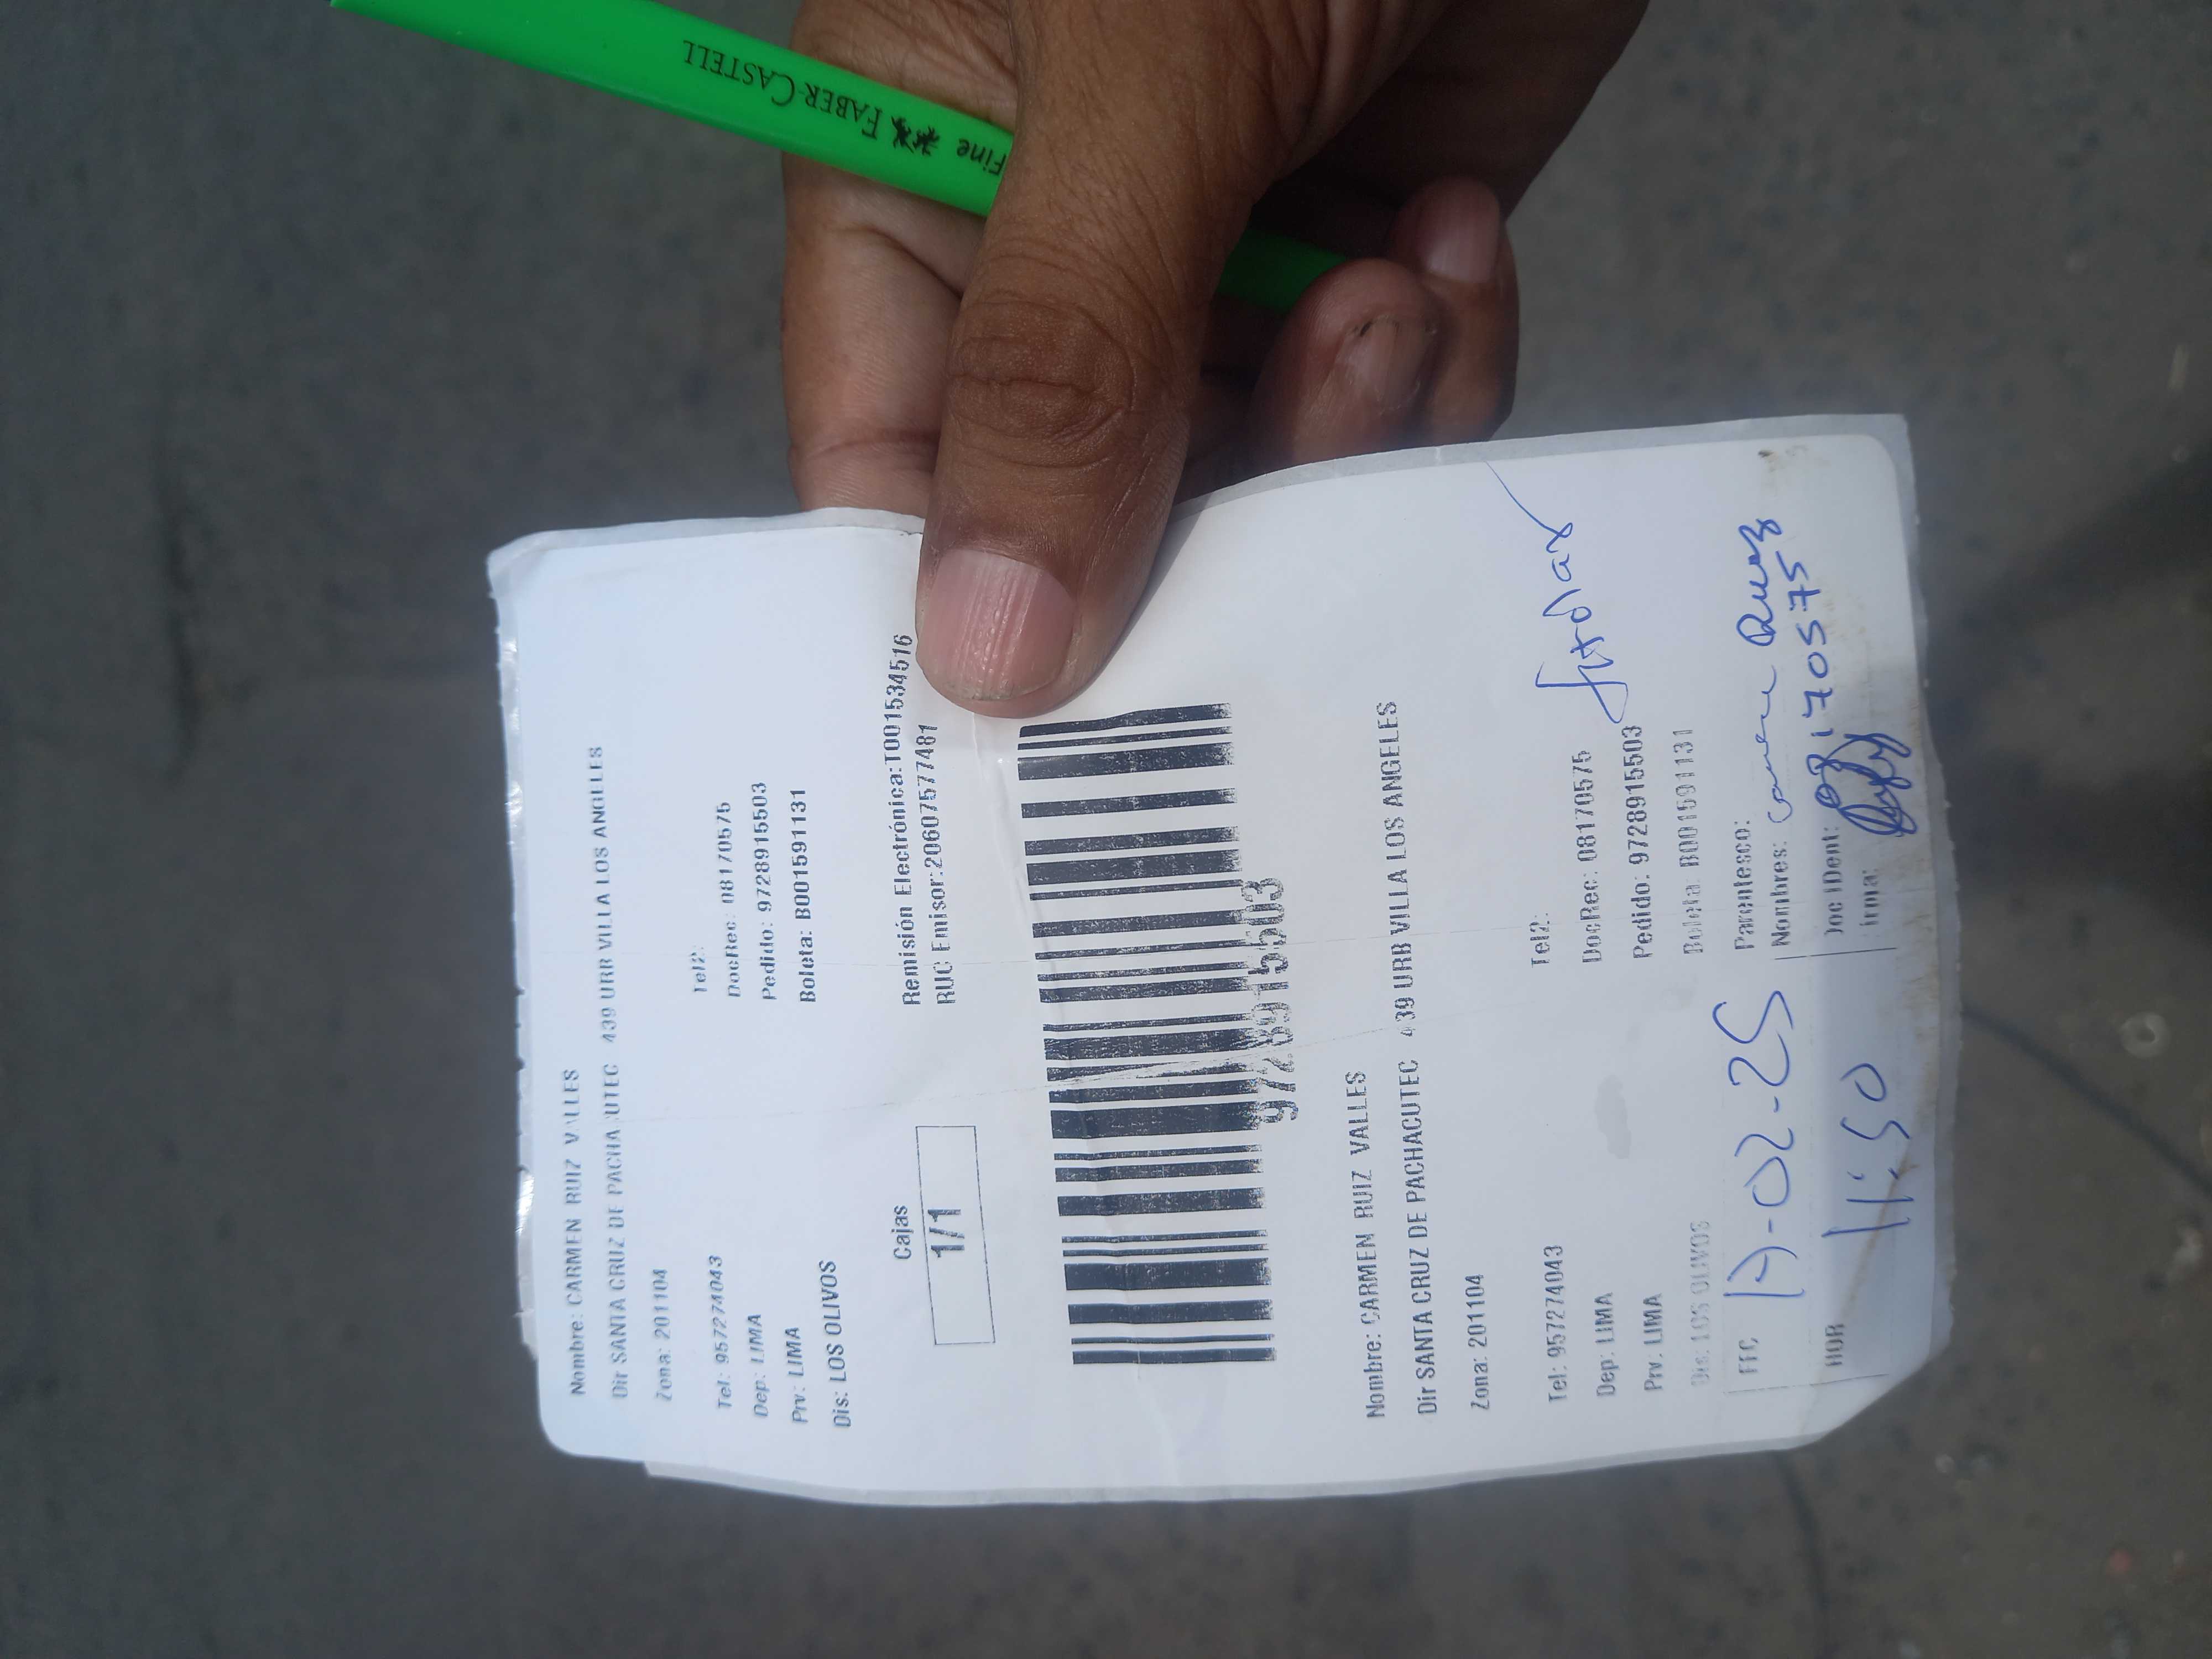 Fine FABER-CASTELL
Nombre: CARMEN RUIZ VALLES
Dir SANTA CRUZ DE PACHACUTEC 439 URB VILLA LOS ANGLLES
Zona: 201104
Tel: 957274043 Tel2:
Dep: LIMA DocRec: 08170575
Prv: LIMA Pedido: 9728915503
Dis: LOS OLIVOS Boleta: B001591131
Cajas Remisión Electrónica:T001534516
1/1 RUC Emisor:20607577481
9728915503
Nombre: CARMEN RUIZ VALLES
Dir SANTA CRUZ DE PACHACUTEC 439 URB VILLA LOS ANGELES
Zona: 201104
Tel: 957274043 Tel2:
Dep: LIMA DocRec: 08170575
Prv: LIMA Pedido: 9728915503
Dis: LOS OLIVOS Boleta: B001591131
FEC Parentesco:
Nombres: Carmen Ruiz
HOR 11:50 Doc IDent: 08170575
Firma: